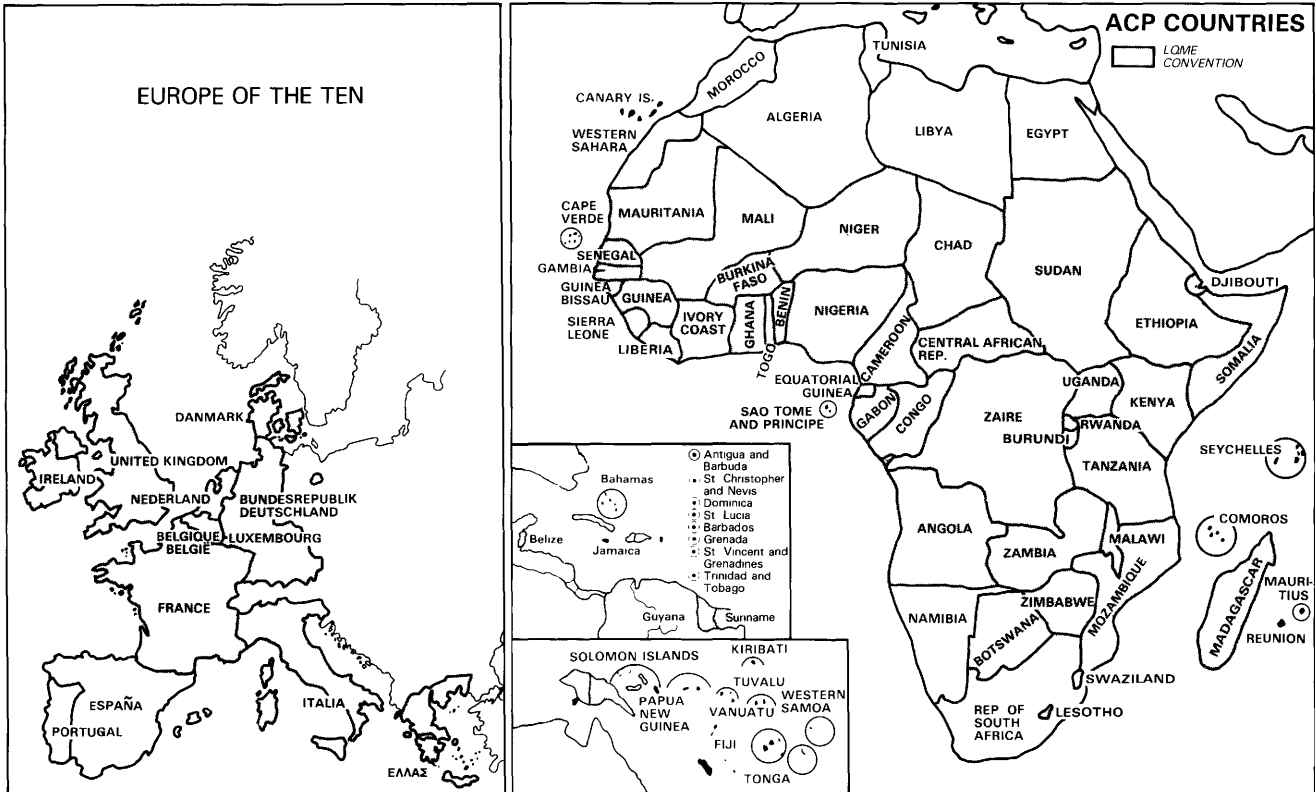 EUROPE OF THE TEN
DANMARK
UNITED KINGDOM
IRELAND
NEDERLAND
BUNDESREPUBLIK
DEUTSCHLAND
BELGIQUE
BELGIË
LUXEMBOURG
FRANCE
ESPAÑA
PORTUGAL
ITALIA
ΕΛΛΑΣ
ACP COUNTRIES
LOME
CONVENTION
TUNISIA
MOROCCO
CANARY IS.
ALGERIA
LIBYA
EGYPT
WESTERN
SAHARA
CAPE
VERDE
MAURITANIA
MALI
NIGER
CHAD
SUDAN
SENEGAL
GAMBIA
BURKINA
FASO
DJIBOUTI
GUINEA
BISSAU
GUINEA
IVORY
COAST
GHANA
TOGO
BENIN
NIGERIA
SIERRA
LEONE
LIBERIA
CAMEROON
CENTRAL AFRICAN
REP.
ETHIOPIA
SOMALIA
EQUATORIAL
GUINEA
SAO TOME
AND PRINCIPE
GABON
CONGO
ZAIRE
UGANDA
KENYA
RWANDA
BURUNDI
TANZANIA
SEYCHELLES
ANGOLA
ZAMBIA
MALAWI
COMOROS
MOZAMBIQUE
MADAGASCAR
MAURI-
TIUS
REUNION
NAMIBIA
BOTSWANA
ZIMBABWE
SWAZILAND
LESOTHO
REP OF
SOUTH
AFRICA
Bahamas
Belize
Jamaica
Guyana
Suriname
Antigua and
Barbuda
St Christopher
and Nevis
Dominica
St Lucia
Barbados
Grenada
St Vincent and
Grenadines
Trinidad and
Tobago
SOLOMON ISLANDS
KIRIBATI
TUVALU
PAPUA
NEW
GUINEA
VANUATU
WESTERN
SAMOA
FIJI
TONGA